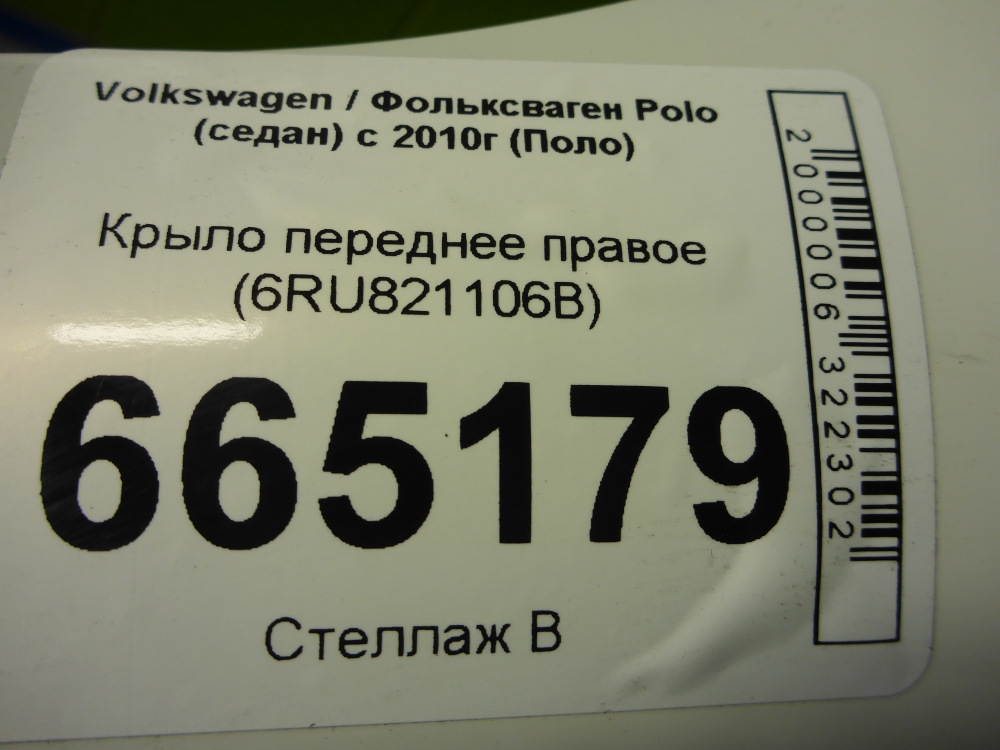 Volkswagen / Фольксваген Polo
(седан) с 2010г (Поло)
Крыло переднее правое
(6RU821106B)
665179
Стеллаж В
2000006322302